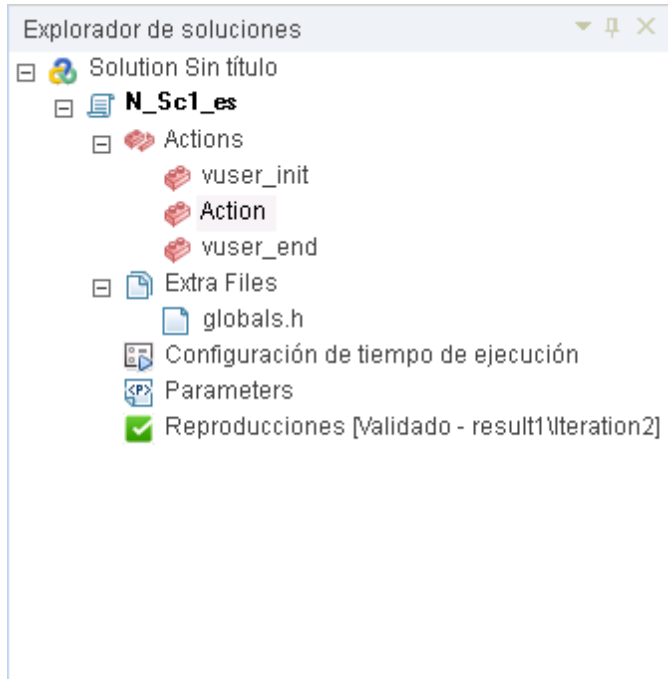 Explorador de soluciones
Solution Sin título
N_Sc1_es
Actions
vuser_init
Action
vuser_end
Extra Files
globals.h
Configuración de tiempo de ejecución
<P>
Parameters
Reproducciones [Validado - result1\Iteration2]